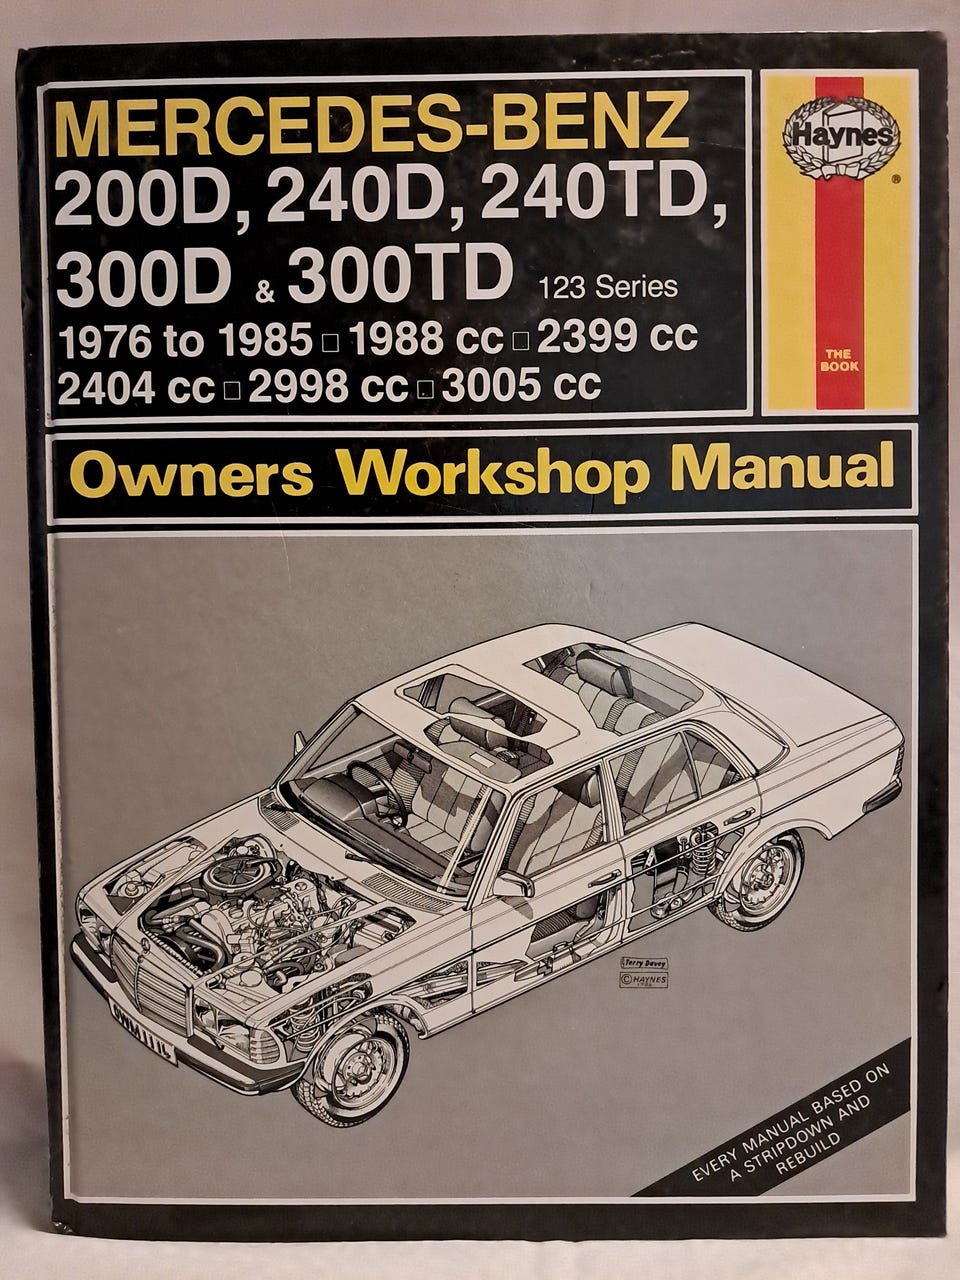 MERCEDES-BENZ
200D, 240D, 240TD,
300D & 300TD 123 Series
1976 to 1985 □ 1988 cc □ 2399 cc
2404 cc □ 2998 cc □ 3005 cc
Haynes
®
THE
BOOK
Owners Workshop Manual
Terry Davey
© HAYNES
1986
EVERY MANUAL BASED ON
A STRIPDOWN AND
REBUILD